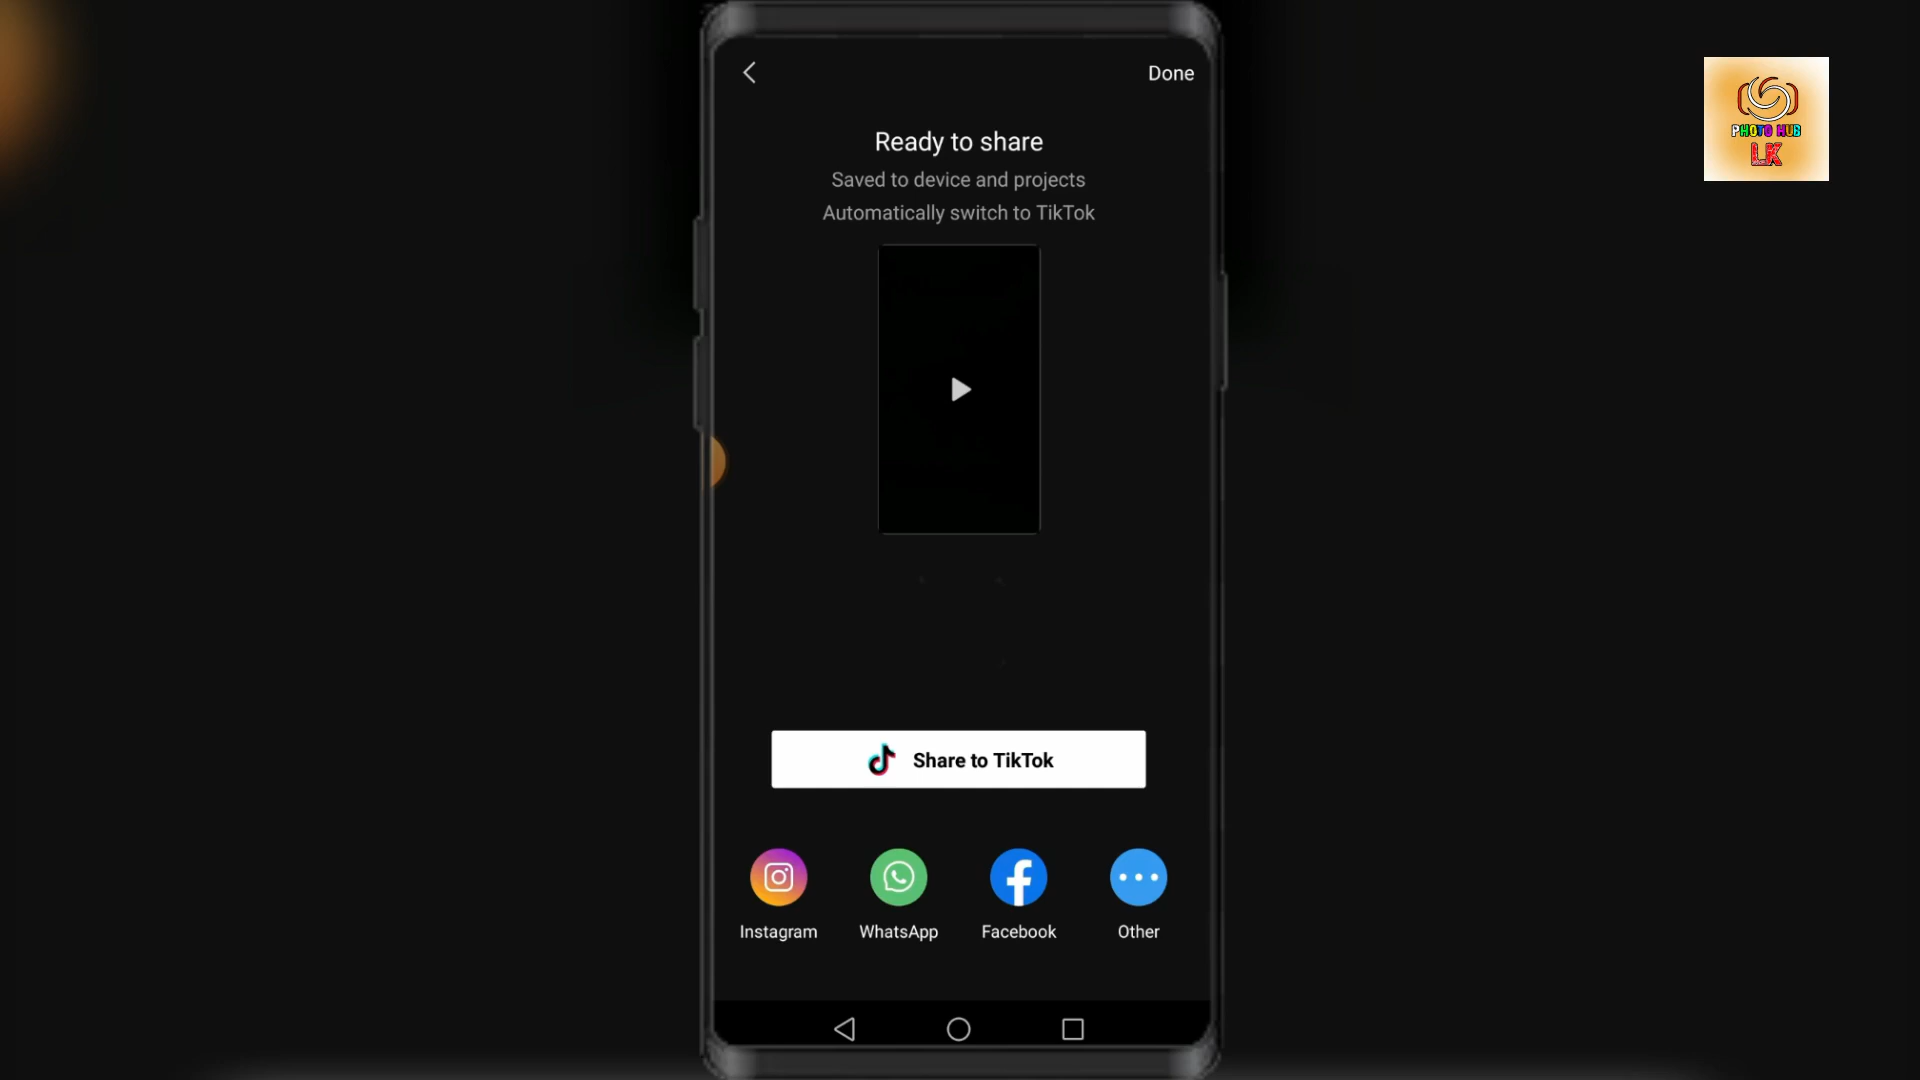 Done
PHOTO HUB
LK
Ready to share
Saved to device and projects
Automatically switch to TikTok
Share to TikTok
Instagram
WhatsApp
Facebook
Other